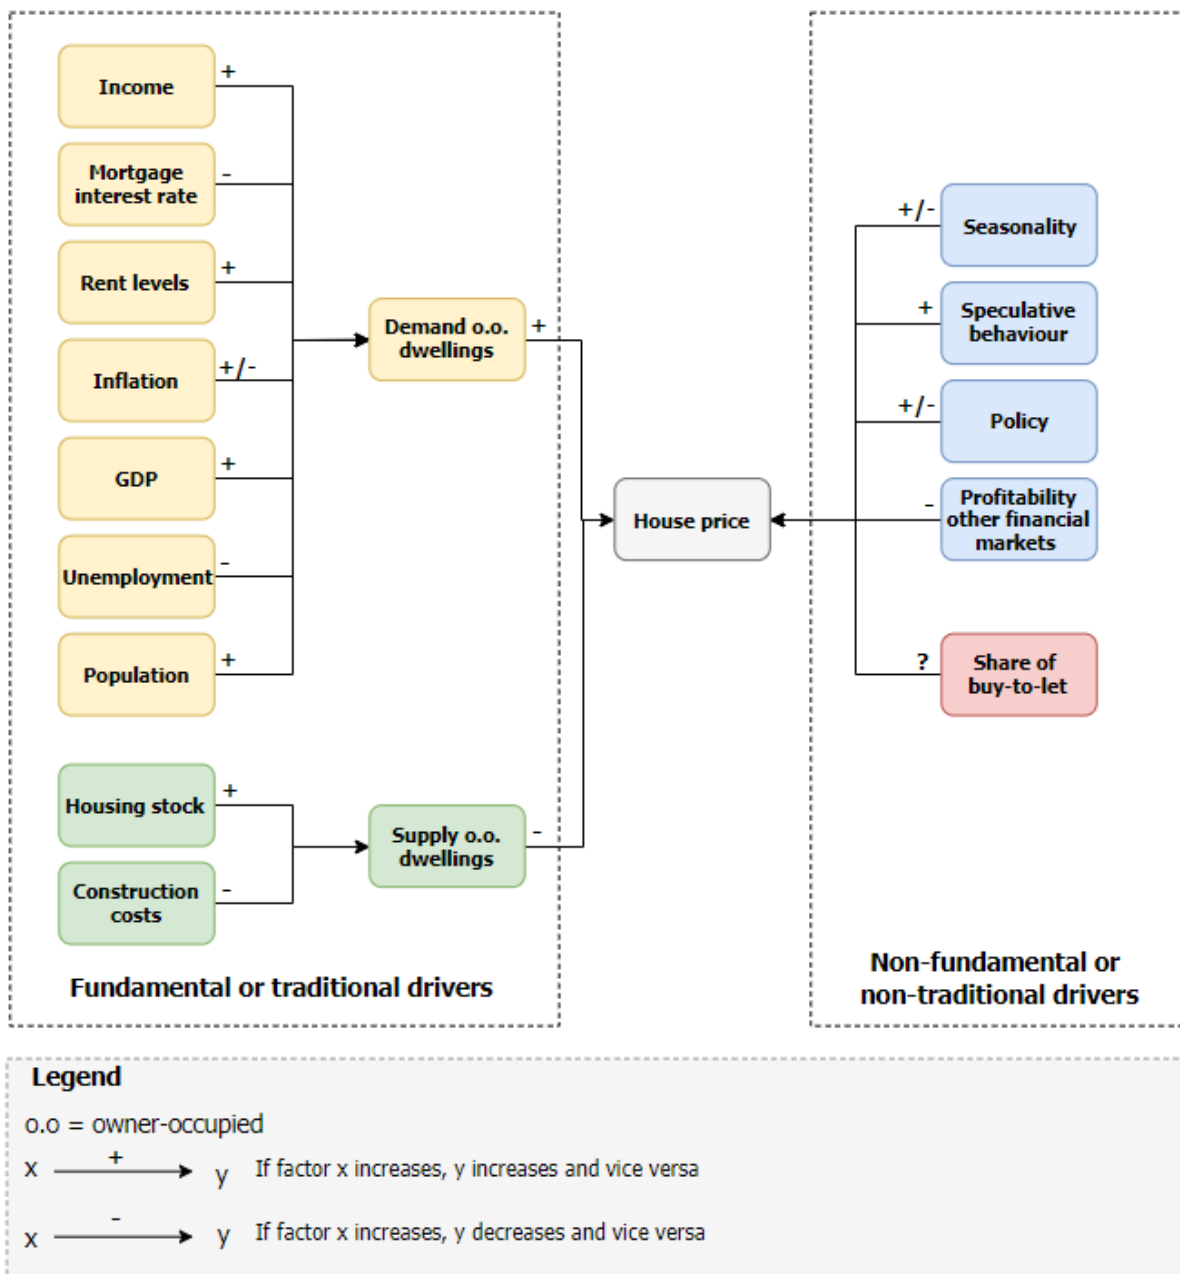 Income
+
Mortgage
interest rate
-
Rent levels
+
Inflation
+/-
GDP
+
Unemployment
-
Population
+
Demand o.o.
dwellings
+
Housing stock
+
Construction
costs
-
Supply o.o.
dwellings
-
Fundamental or traditional drivers
House price
+/-
Seasonality
+
Speculative
behaviour
+/-
Policy
-
Profitability
other financial
markets
?
Share of
buy-to-let
Non-fundamental or
non-traditional drivers
Legend
o.o = owner-occupied
x + y If factor x increases, y increases and vice versa
x - y If factor x increases, y decreases and vice versa